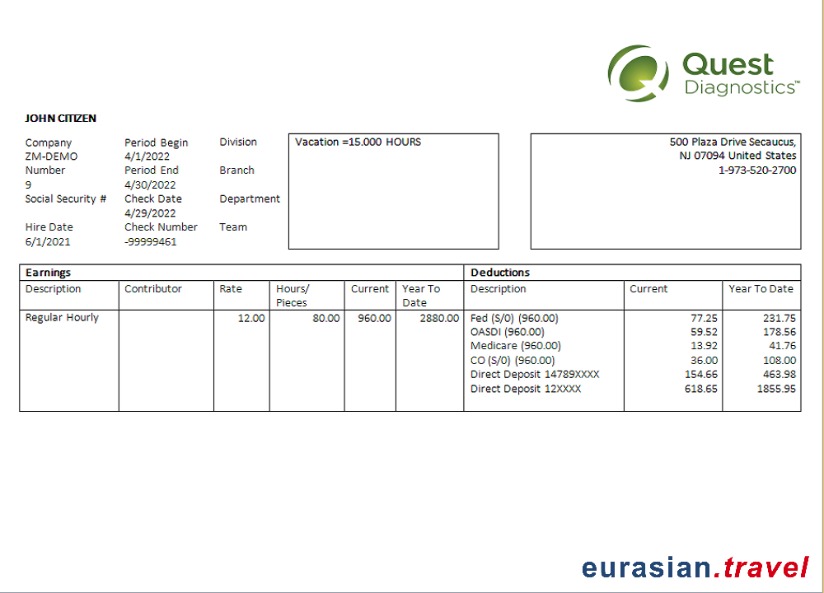 Quest
Diagnostics™
JOHN CITIZEN
Company Period Begin Division
ZM-DEMO 4/1/2022
Number Period End Branch
9 4/30/2022
Social Security # Check Date Department
4/29/2022
Hire Date Check Number Team
6/1/2021 -99999461
Vacation =15.000 HOURS
500 Plaza Drive Secaucus,
NJ 07094 United States
1-973-520-2700
Earnings Deductions
Description Contributor Rate Hours/ Pieces Current Year To Date Description Current Year To Date
Regular Hourly 12.00 80.00 960.00 2880.00 Fed (S/0) (960.00) 77.25 231.75
OASDI (960.00) 59.52 178.56
Medicare (960.00) 13.92 41.76
CO (S/0) (960.00) 36.00 108.00
Direct Deposit 14789XXXX 154.66 463.98
Direct Deposit 12XXXX 618.65 1855.95
eurasian.travel